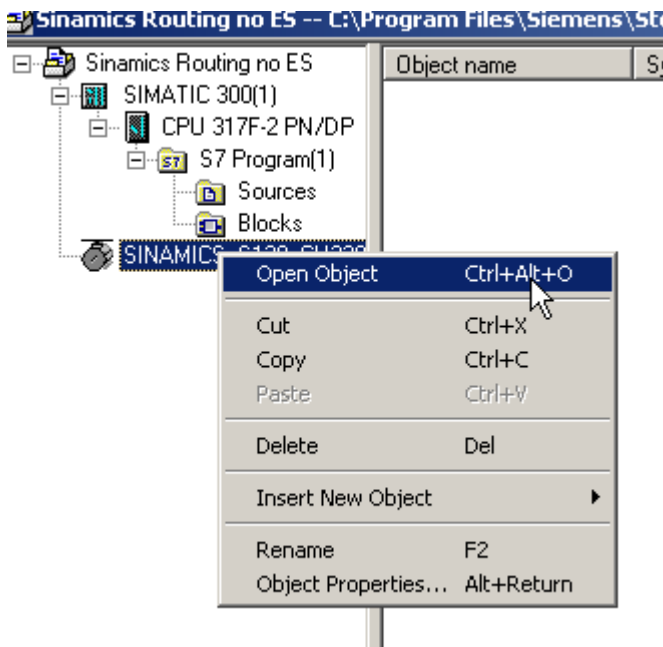 Sinamics Routing no ES -- C:\Program Files\Siemens\
Sinamics Routing no ES
Object name
SIMATIC 300(1)
CPU 317F-2 PN/DP
S7 Program(1)
Sources
Blocks
SINAMICS
Open Object Ctrl+Alt+O
Cut Ctrl+X
Copy Ctrl+C
Paste Ctrl+V
Delete Del
Insert New Object
Rename F2
Object Properties... Alt+Return